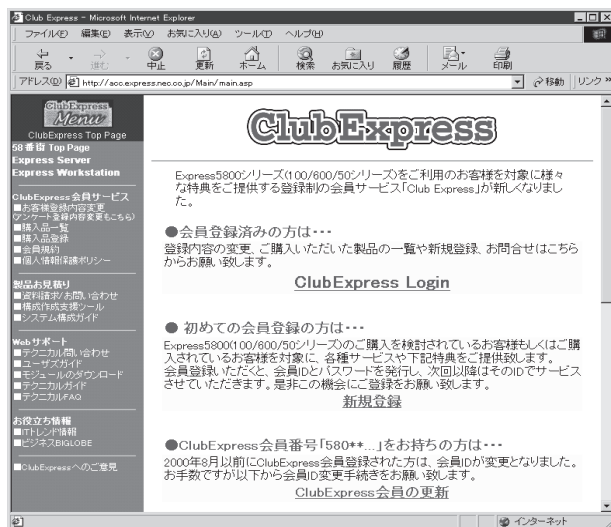 Club Express - Microsoft Internet Explorer
ファイル(F) 編集(E) 表示(V) お気に入り(A) ツール(T) ヘルプ(H)
戻る 進む 中止 更新 ホーム 検索 お気に入り 履歴 メール 印刷
アドレス(D) http://acc.express.nec.co.jp/Main/main.asp 移動 リンク »
ClubExpress
Menu
ClubExpress Top Page
58番街 Top Page
Express Server
Express Workstation
ClubExpress会員サービス
■お客様登録内容変更
(アンケート登録内容変更もこちら)
■購入品一覧
■購入品登録
■会員規約
■個人情報保護ポリシー
製品お見積り
■資料請求/お問い合わせ
■構成作成支援ツール
■システム構成ガイド
Webサポート
■テクニカル問い合わせ
■ユーザズガイド
■モジュールのダウンロード
■テクニカルガイド
■テクニカルFAQ
お役立ち情報
■ITトレンド情報
■ビジネスBIGLOBE
■ClubExpressへのご意見
ClubExpress
Express5800シリーズ(100/600/50シリーズ)をご利用のお客様を対象に様々
な特典をご提供する登録制の会員サービス「Club Express」が新しくなりまし
た。
●会員登録済みの方は・・・
登録内容の変更、ご購入いただいた製品の一覧や新規登録、お問合せはこちら
からお願い致します。
ClubExpress Login
● 初めての会員登録の方は・・・
Express5800(100/600/50シリーズ)のご購入を検討されているお客様もしくはご購
入されているお客様を対象に、各種サービスや下記特典をご提供致します。
会員登録いただくと、会員IDとパスワードを発行し、次回以降はそのIDでサービス
させていただきます。是非この機会にご登録をお願い致します。
新規登録
●ClubExpress会員番号「580**...」をお持ちの方は・・・
2000年8月以前にClubExpress会員登録された方は、会員IDが変更となりました。
お手数ですが以下から会員ID変更手続きをお願い致します。
ClubExpress会員の更新
インターネット